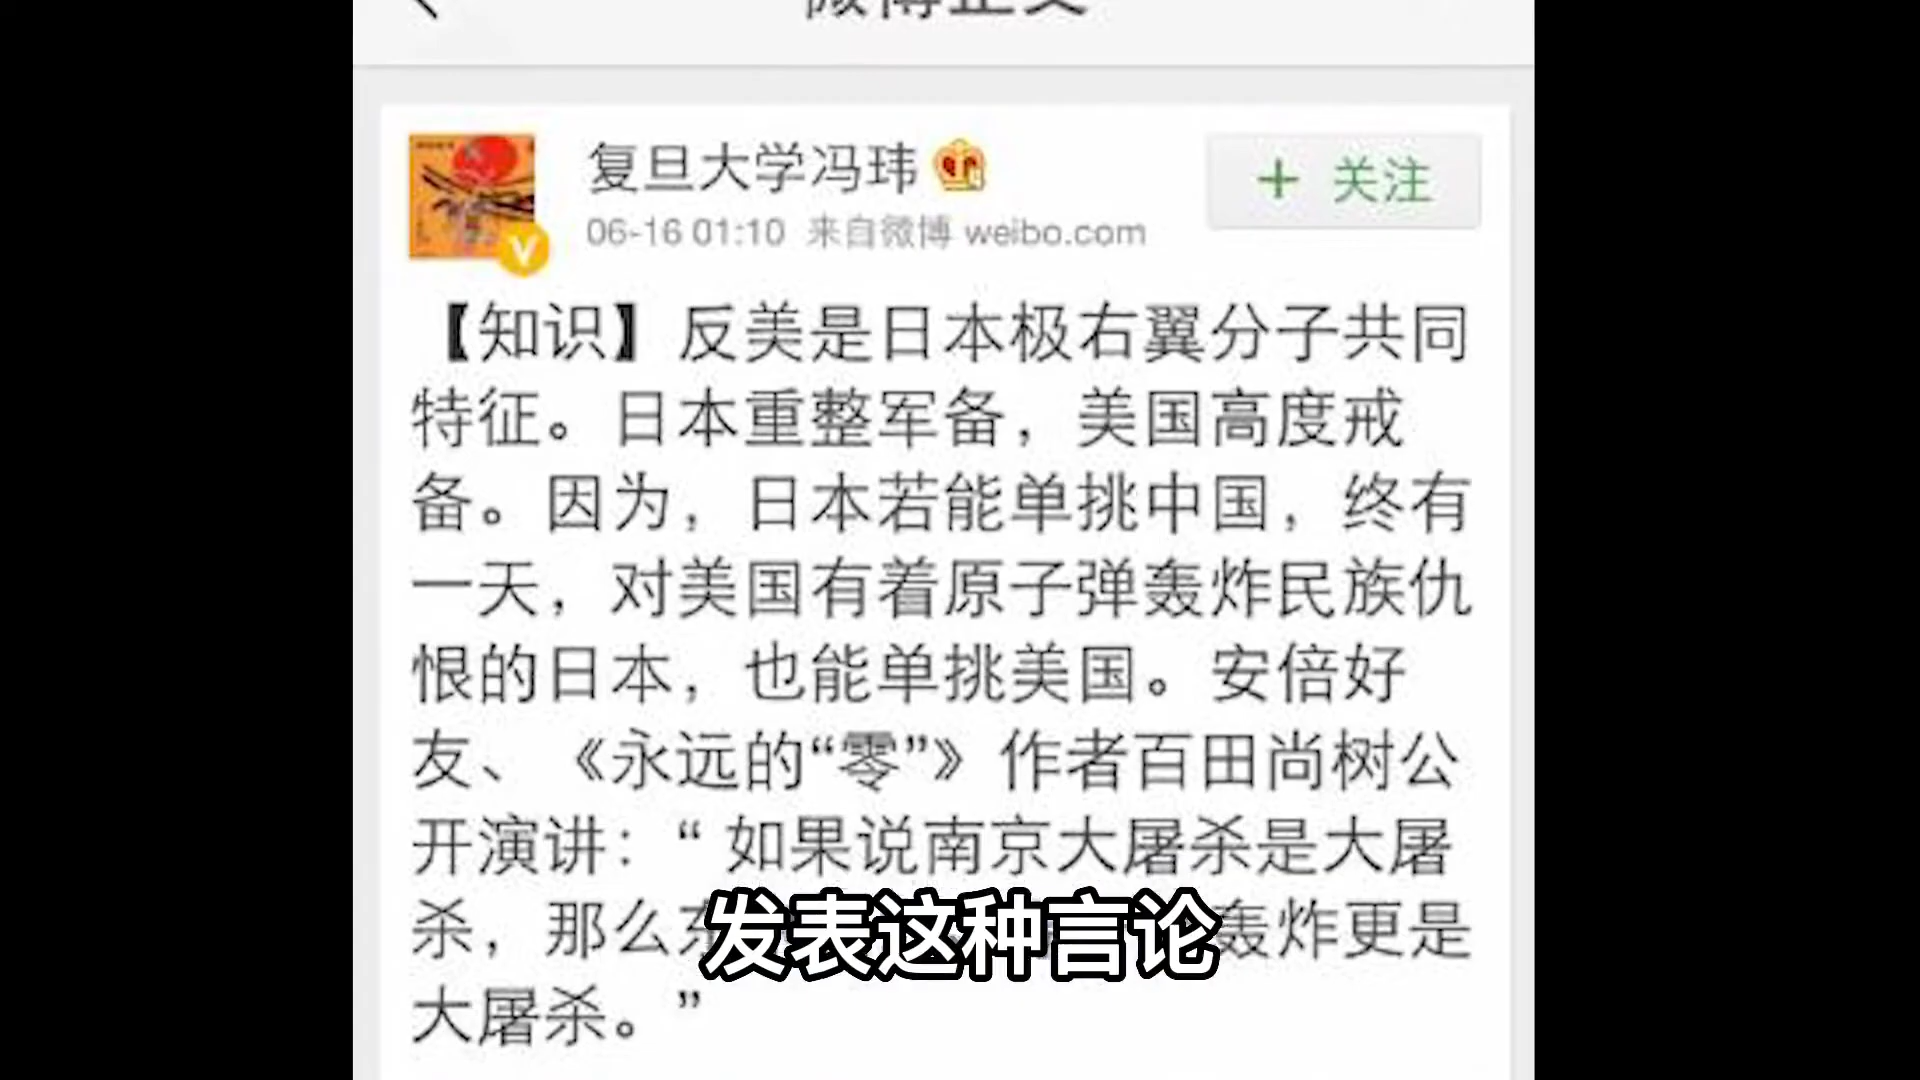 微博正文
复旦大学冯玮
+ 关注
06-16 01:10 来自微博 weibo.com
【知识】反美是日本极右翼分子共同
特征。日本重整军备，美国高度戒
备。因为，日本若能单挑中国，终有
一天，对美国有着原子弹轰炸民族仇
恨的日本，也能单挑美国。安倍好
友、《永远的“零”》作者百田尚树公
开演讲：“ 如果说南京大屠杀是大屠
杀，那么 轰炸更是
发表这种言论
大屠杀。”